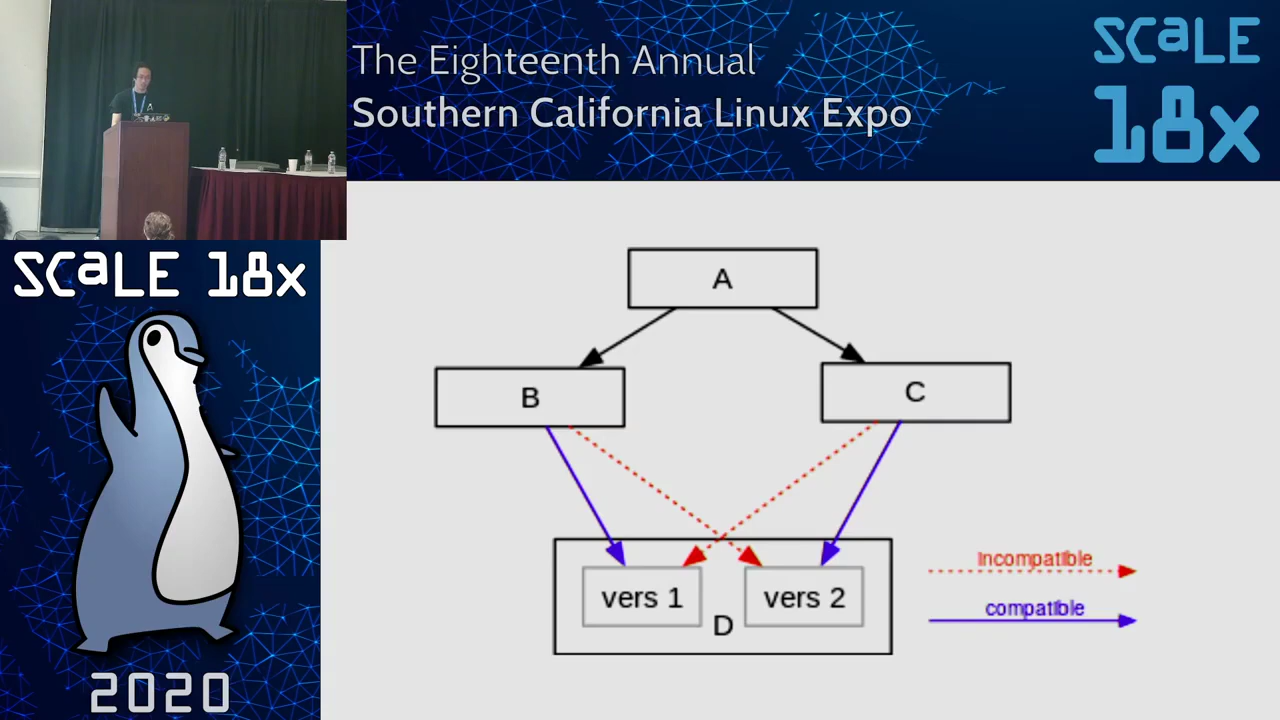 The Eighteenth Annual
Southern California Linux Expo
SCaLE
18x
SCaLE 18x
2020
A
B
C
vers 1
vers 2
D
incompatible
compatible